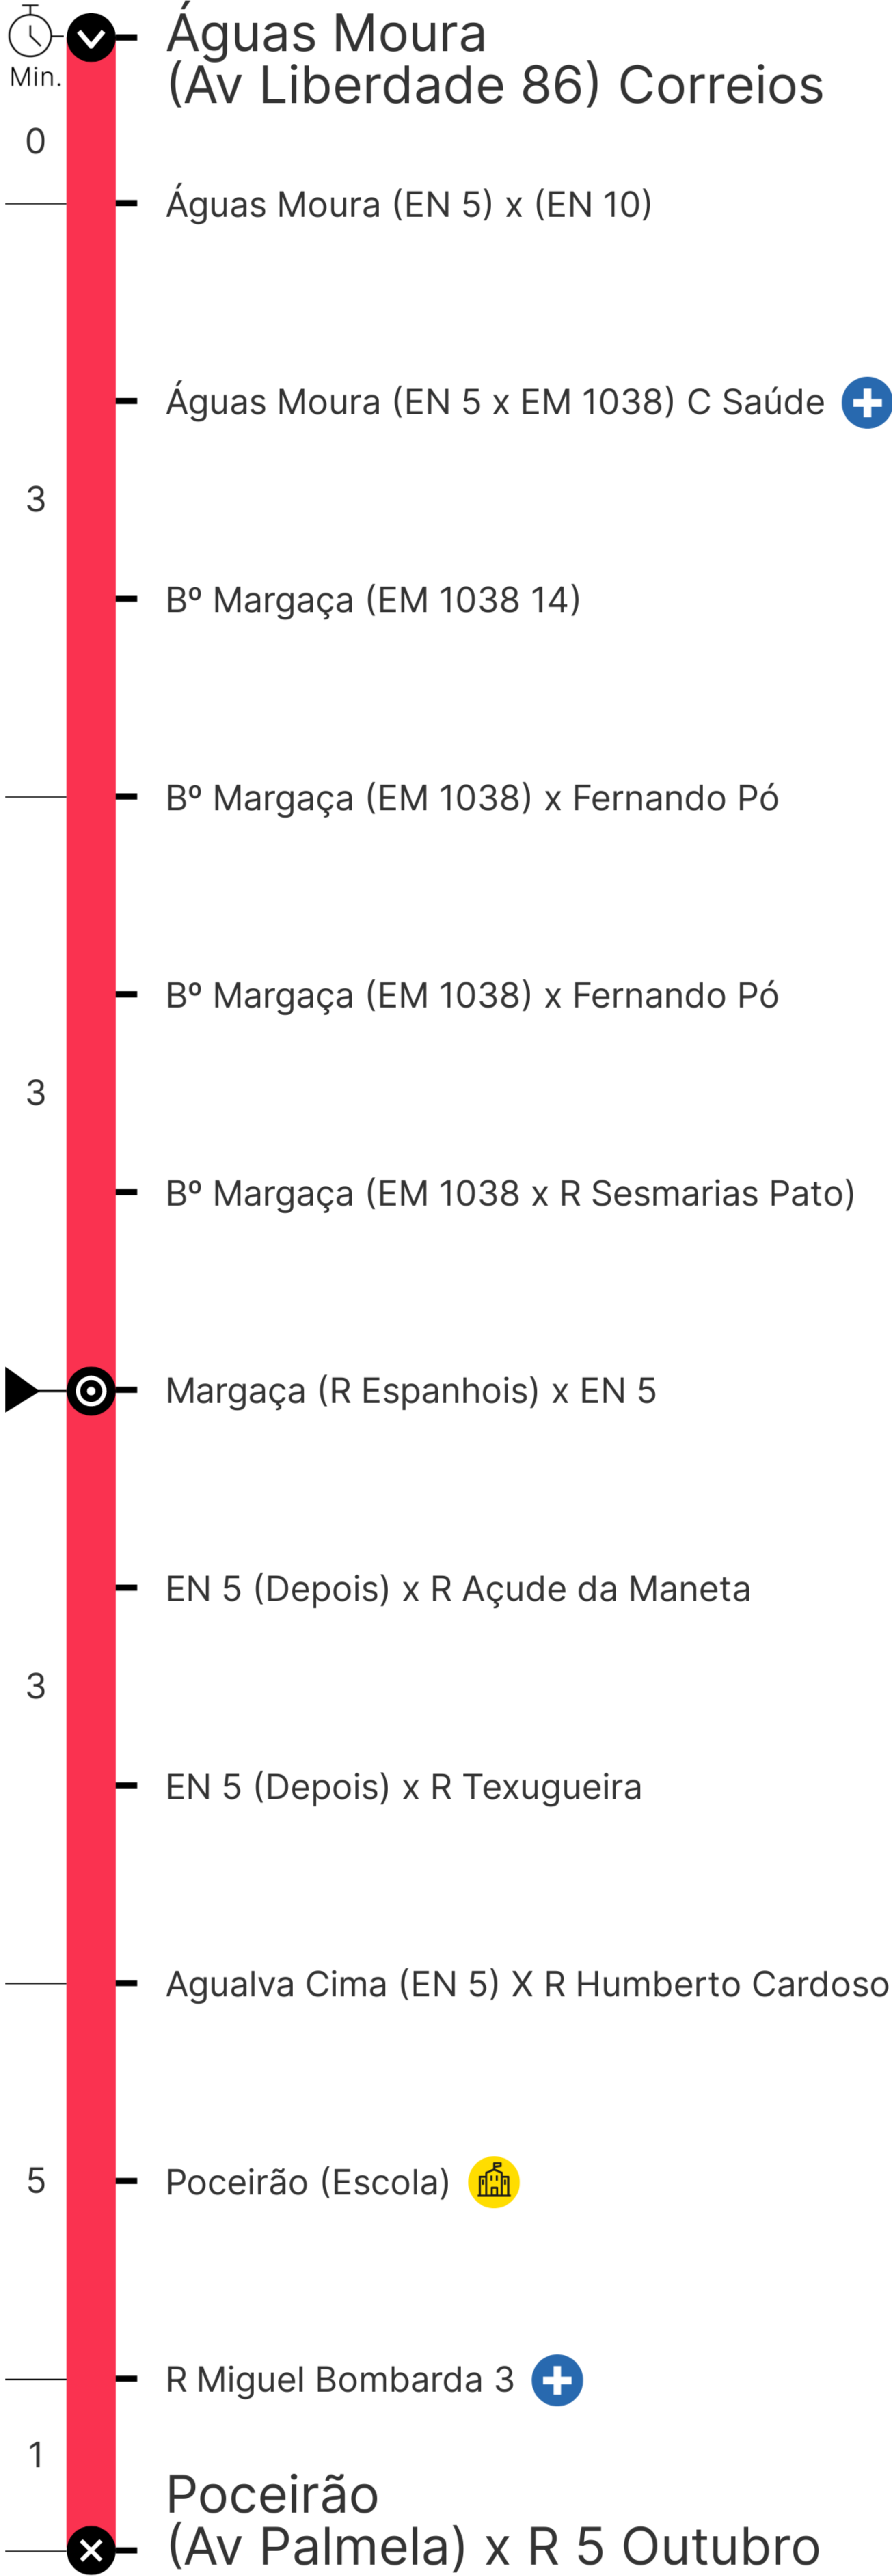 Águas Moura
(Av Liberdade 86) Correios
Min.
0
Águas Moura (EN 5) x (EN 10)
Águas Moura (EN 5 x EM 1038) C Saúde
3
Bº Margaça (EM 1038 14)
Bº Margaça (EM 1038) x Fernando Pó
Bº Margaça (EM 1038) x Fernando Pó
3
Bº Margaça (EM 1038 x R Sesmarias Pato)
Margaça (R Espanhois) x EN 5
EN 5 (Depois) x R Açude da Maneta
3
EN 5 (Depois) x R Texugueira
Agualva Cima (EN 5) X R Humberto Cardoso
5
Poceirão (Escola)
R Miguel Bombarda 3
1
Poceirão
(Av Palmela) x R 5 Outubro